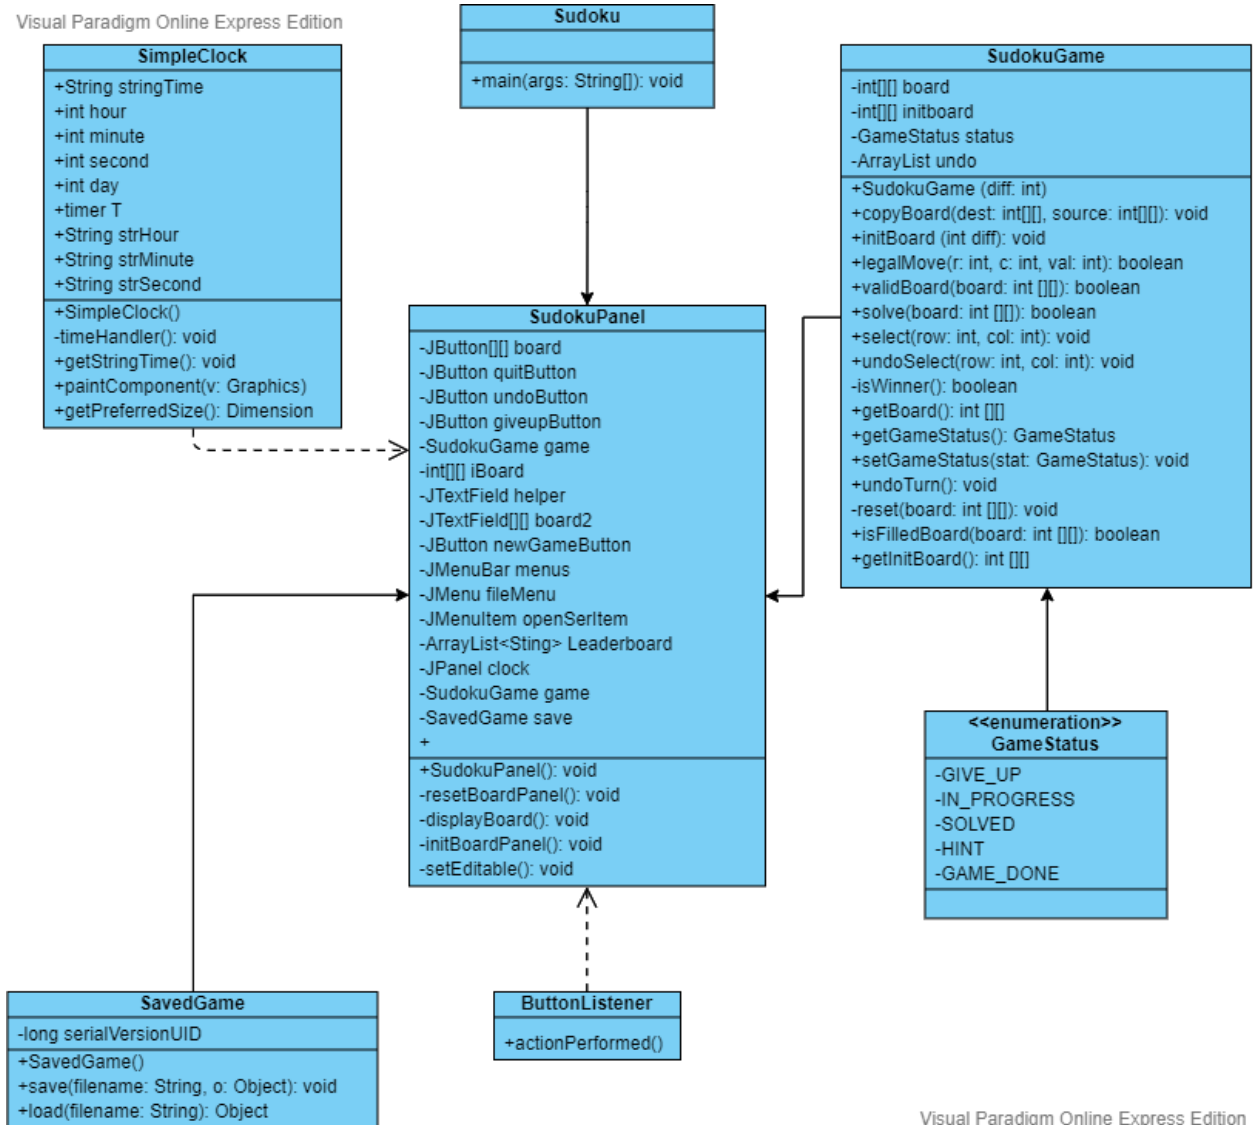 Visual Paradigm Online Express Edition
Sudoku
+main(args: String[]): void
SimpleClock
+String stringTime
+int hour
+int minute
+int second
+int day
+timer T
+String strHour
+String strMinute
+String strSecond
+SimpleClock()
-timeHandler(): void
+getStringTime(): void
+paintComponent(v: Graphics)
+getPreferredSize(): Dimension
SudokuGame
-int[][] board
-int[][] initboard
-GameStatus status
-ArrayList undo
+SudokuGame (diff: int)
+copyBoard(dest: int[][], source: int[][]): void
+initBoard (int diff): void
+legalMove(r: int, c: int, val: int): boolean
+validBoard(board: int [][]): boolean
+solve(board: int [][]): boolean
+select(row: int, col: int): void
+undoSelect(row: int, col: int): void
-isWinner(): boolean
+getBoard(): int [][]
+getGameStatus(): GameStatus
+setGameStatus(stat: GameStatus): void
+undoTurn(): void
-reset(board: int [][]): void
+isFilledBoard(board: int [][]): boolean
+getInitBoard(): int [][]
SudokuPanel
-JButton[][] board
-JButton quitButton
-JButton undoButton
-JButton giveupButton
-SudokuGame game
-int[][] iBoard
-JTextField helper
-JTextField[][] board2
-JButton newGameButton
-JMenuBar menus
-JMenu fileMenu
-JMenuItem openSerItem
-ArrayList<Sting> Leaderboard
-JPanel clock
-SudokuGame game
-SavedGame save
+
+SudokuPanel(): void
-resetBoardPanel(): void
-displayBoard(): void
-initBoardPanel(): void
-setEditable(): void
<<enumeration>>
GameStatus
-GIVE_UP
-IN_PROGRESS
-SOLVED
-HINT
-GAME_DONE
SavedGame
-long serialVersionUID
+SavedGame()
+save(filename: String, o: Object): void
+load(filename: String): Object
ButtonListener
+actionPerformed()
Visual Paradigm Online Express Edition